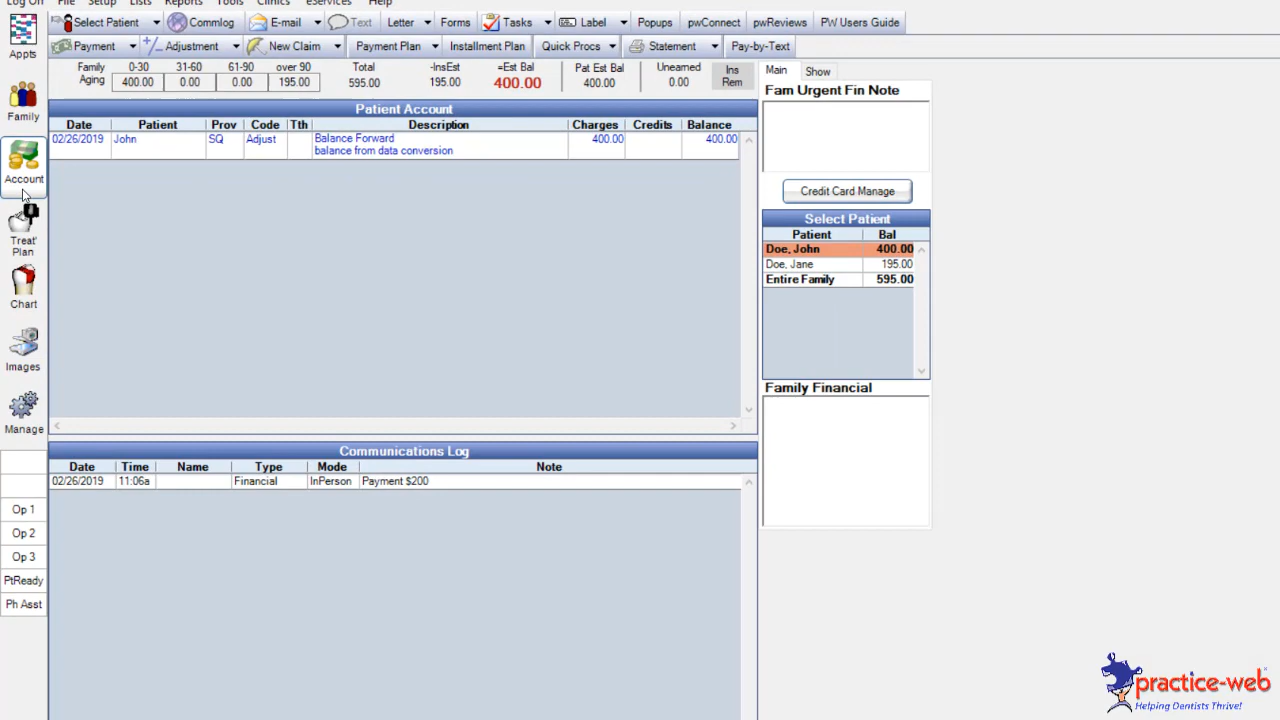 Log On File Setup Lists Reports Tools Clinics eServices Help
Select Patient Commlog E-mail Text Letter Forms Tasks Label Popups pwConnect pwReviews PW Users Guide
Payment Adjustment New Claim Payment Plan Installment Plan Quick Procs Statement Pay-by-Text
Appts
Family
Account
Treat'
Plan
Chart
Images
Manage
Op 1
Op 2
Op 3
PtReady
Ph Asst
Family
Aging
0-30 31-60 61-90 over 90
400.00 0.00 0.00 195.00
Total
595.00
-InsEst
195.00
=Est Bal
400.00
Pat Est Bal
400.00
Unearned
0.00
Ins
Rem
Patient Account
Date Patient Prov Code Tth Description Charges Credits Balance
02/26/2019 John SQ Adjust Balance Forward 400.00 400.00
balance from data conversion
Communications Log
Date Time Name Type Mode Note
02/26/2019 11:06a Financial InPerson Payment $200
Main Show
Fam Urgent Fin Note
Credit Card Manage
Select Patient
Patient Bal
Doe, John 400.00
Doe, Jane 195.00
Entire Family 595.00
Family Financial
practice-web
Helping Dentists Thrive!